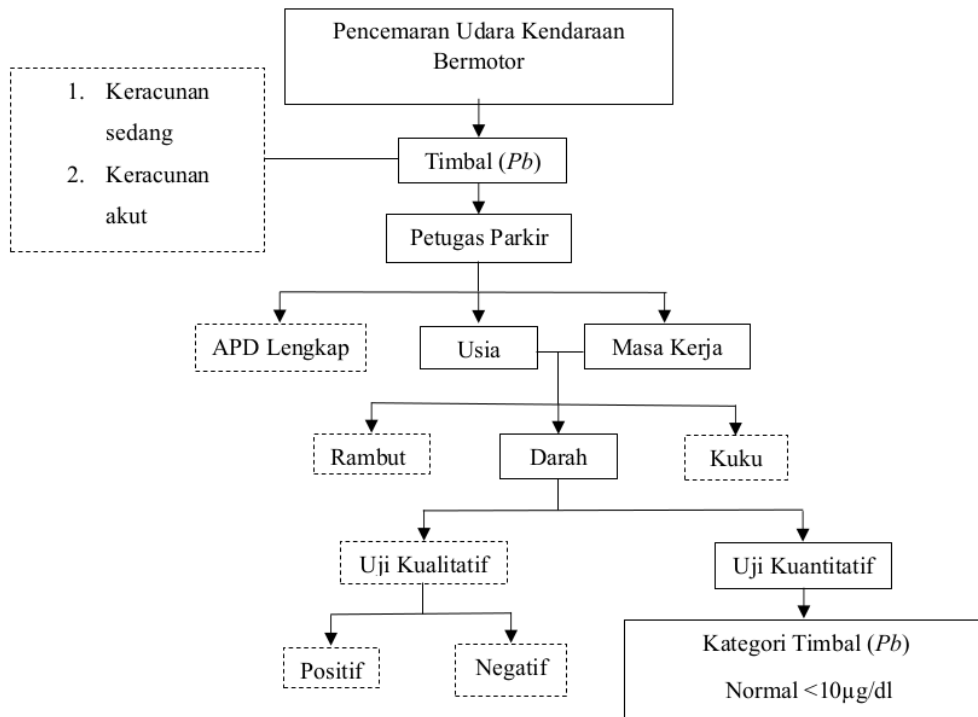 Pencemaran Udara Kendaraan
Bermotor
1. Keracunan
sedang
2. Keracunan
akut
Timbal (Pb)
Petugas Parkir
APD Lengkap
Usia
Masa Kerja
Rambut
Darah
Kuku
Uji Kualitatif
Uji Kuantitatif
Positif
Negatif
Kategori Timbal (Pb)
Normal <10µg/dl